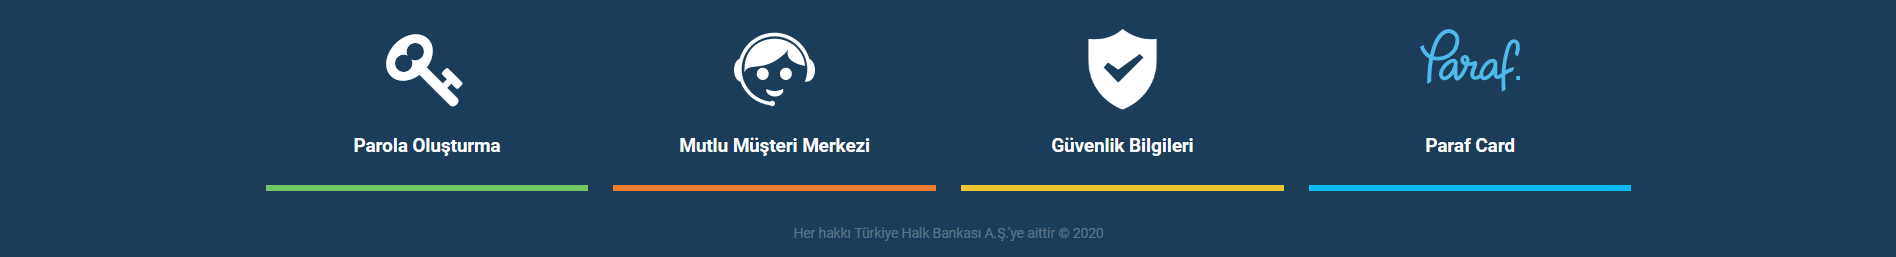 Paraf.
Parola Oluşturma
Mutlu Müşteri Merkezi
Güvenlik Bilgileri
Paraf Card
Her hakkı Türkiye Halk Bankası A.Ş.'ye aittir © 2020